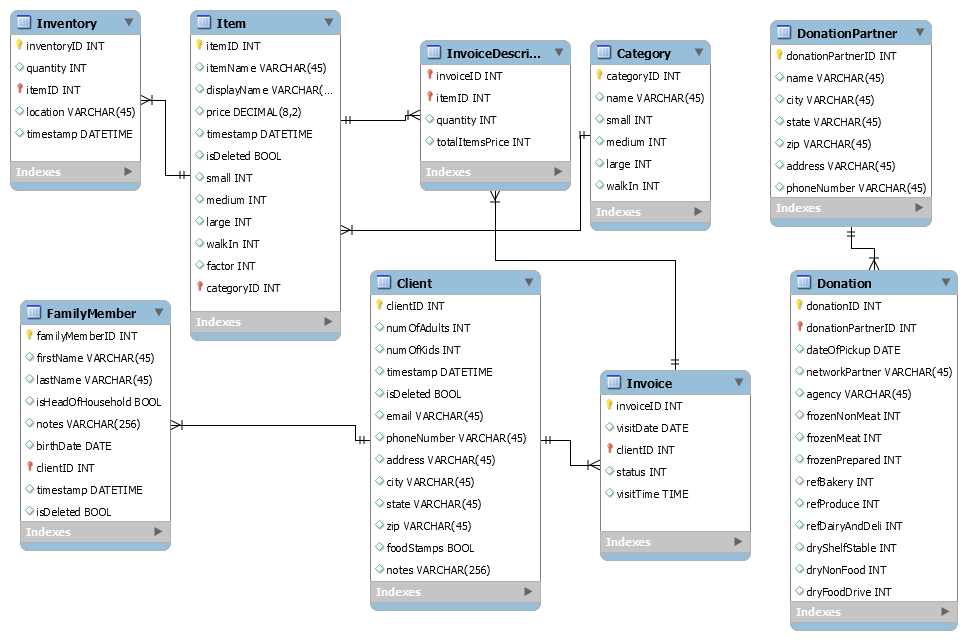 Inventory
inventoryID INT
quantity INT
itemID INT
location VARCHAR(45)
timestamp DATETIME
Indexes
Item
itemID INT
itemName VARCHAR(45)
displayName VARCHAR(...
price DECIMAL(8,2)
timestamp DATETIME
isDeleted BOOL
small INT
medium INT
large INT
walkIn INT
factor INT
categoryID INT
Indexes
InvoiceDescri...
invoiceID INT
itemID INT
quantity INT
totalItemsPrice INT
Indexes
Category
categoryID INT
name VARCHAR(45)
small INT
medium INT
large INT
walkIn INT
Indexes
DonationPartner
donationPartnerID INT
name VARCHAR(45)
city VARCHAR(45)
state VARCHAR(45)
zip VARCHAR(45)
address VARCHAR(45)
phoneNumber VARCHAR(45)
Indexes
FamilyMember
familyMemberID INT
firstName VARCHAR(45)
lastName VARCHAR(45)
isHeadOfHousehold BOOL
notes VARCHAR(256)
birthDate DATE
clientID INT
timestamp DATETIME
isDeleted BOOL
Indexes
Client
clientID INT
numOfAdults INT
numOfKids INT
timestamp DATETIME
isDeleted BOOL
email VARCHAR(45)
phoneNumber VARCHAR(45)
address VARCHAR(45)
city VARCHAR(45)
state VARCHAR(45)
zip VARCHAR(45)
foodStamps BOOL
notes VARCHAR(256)
Indexes
Invoice
invoiceID INT
visitDate DATE
clientID INT
status INT
visitTime TIME
Indexes
Donation
donationID INT
donationPartnerID INT
dateOfPickup DATE
networkPartner VARCHAR(45)
agency VARCHAR(45)
frozenNonMeat INT
frozenMeat INT
frozenPrepared INT
refBakery INT
refProduce INT
refDairyAndDeli INT
dryShelfStable INT
dryNonFood INT
dryFoodDrive INT
Indexes